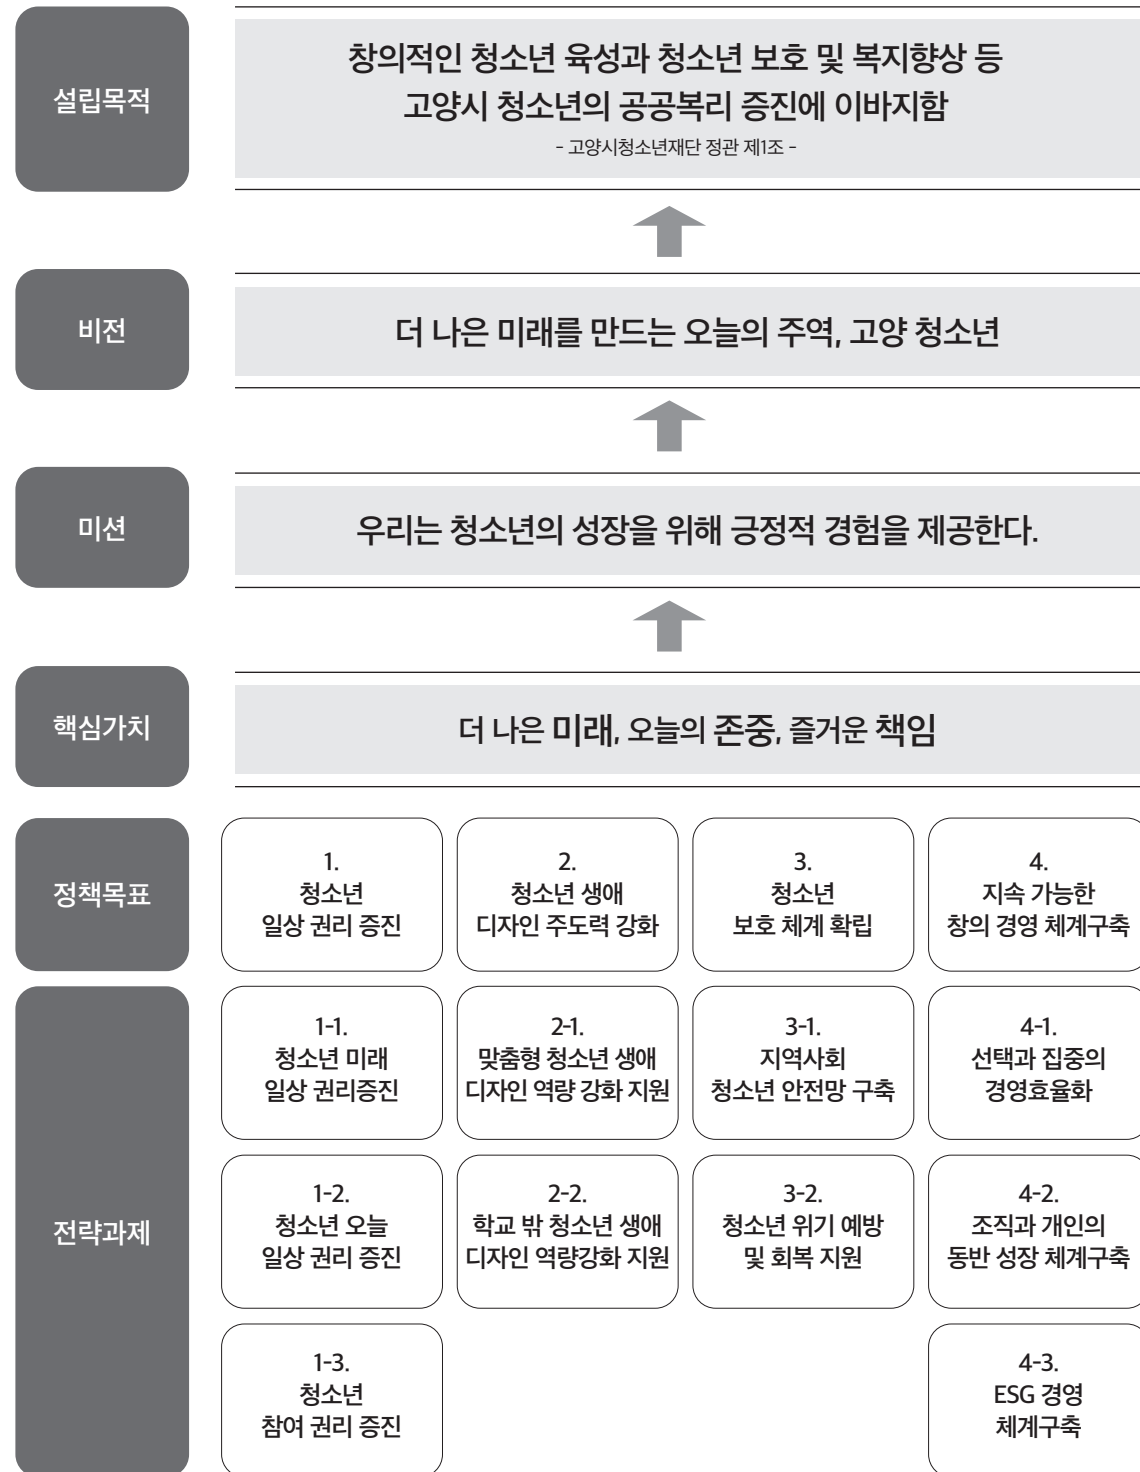 설립목적
창의적인 청소년 육성과 청소년 보호 및 복지향상 등
고양시 청소년의 공공복리 증진에 이바지함
- 고양시청소년재단 정관 제1조 -
비전
더 나은 미래를 만드는 오늘의 주역, 고양 청소년
미션
우리는 청소년의 성장을 위해 긍정적 경험을 제공한다.
핵심가치
더 나은 미래, 오늘의 존중, 즐거운 책임
정책목표
1.
청소년
일상 권리 증진
2.
청소년 생애
디자인 주도력 강화
3.
청소년
보호 체계 확립
4.
지속 가능한
창의 경영 체계구축
전략과제
1-1.
청소년 미래
일상 권리증진
2-1.
맞춤형 청소년 생애
디자인 역량 강화 지원
3-1.
지역사회
청소년 안전망 구축
4-1.
선택과 집중의
경영효율화
1-2.
청소년 오늘
일상 권리 증진
2-2.
학교 밖 청소년 생애
디자인 역량강화 지원
3-2.
청소년 위기 예방
및 회복 지원
4-2.
조직과 개인의
동반 성장 체계구축
1-3.
청소년
참여 권리 증진
4-3.
ESG 경영
체계구축